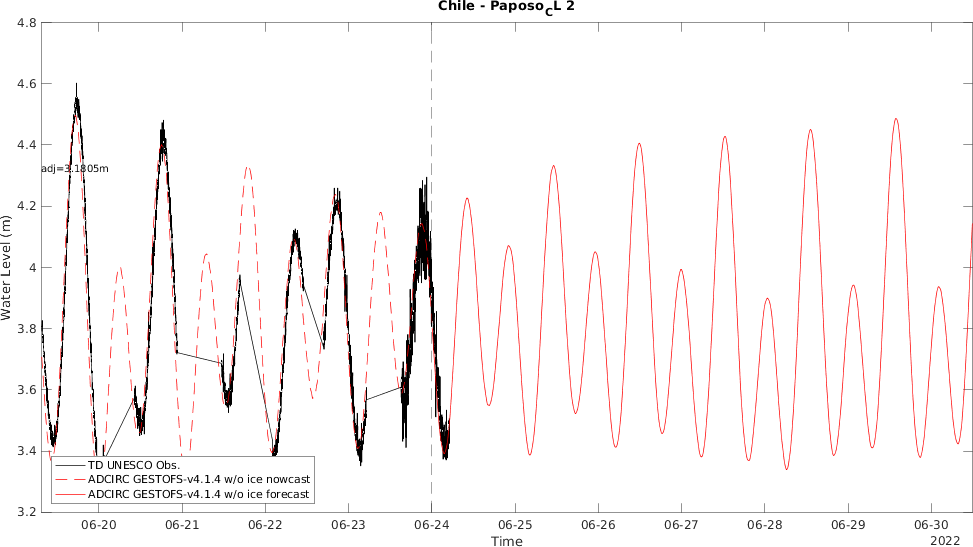 Chile - Paposo_CL 2
4.8
4.6
4.4
adj=3.1805m
4.2
4
3.8
3.6
3.4
3.2
Water Level (m)
TD UNESCO Obs.
ADCIRC GESTOFS-v4.1.4 w/o ice nowcast
ADCIRC GESTOFS-v4.1.4 w/o ice forecast
06-20 06-21 06-22 06-23 06-24 06-25 06-26 06-27 06-28 06-29 06-30
Time
2022